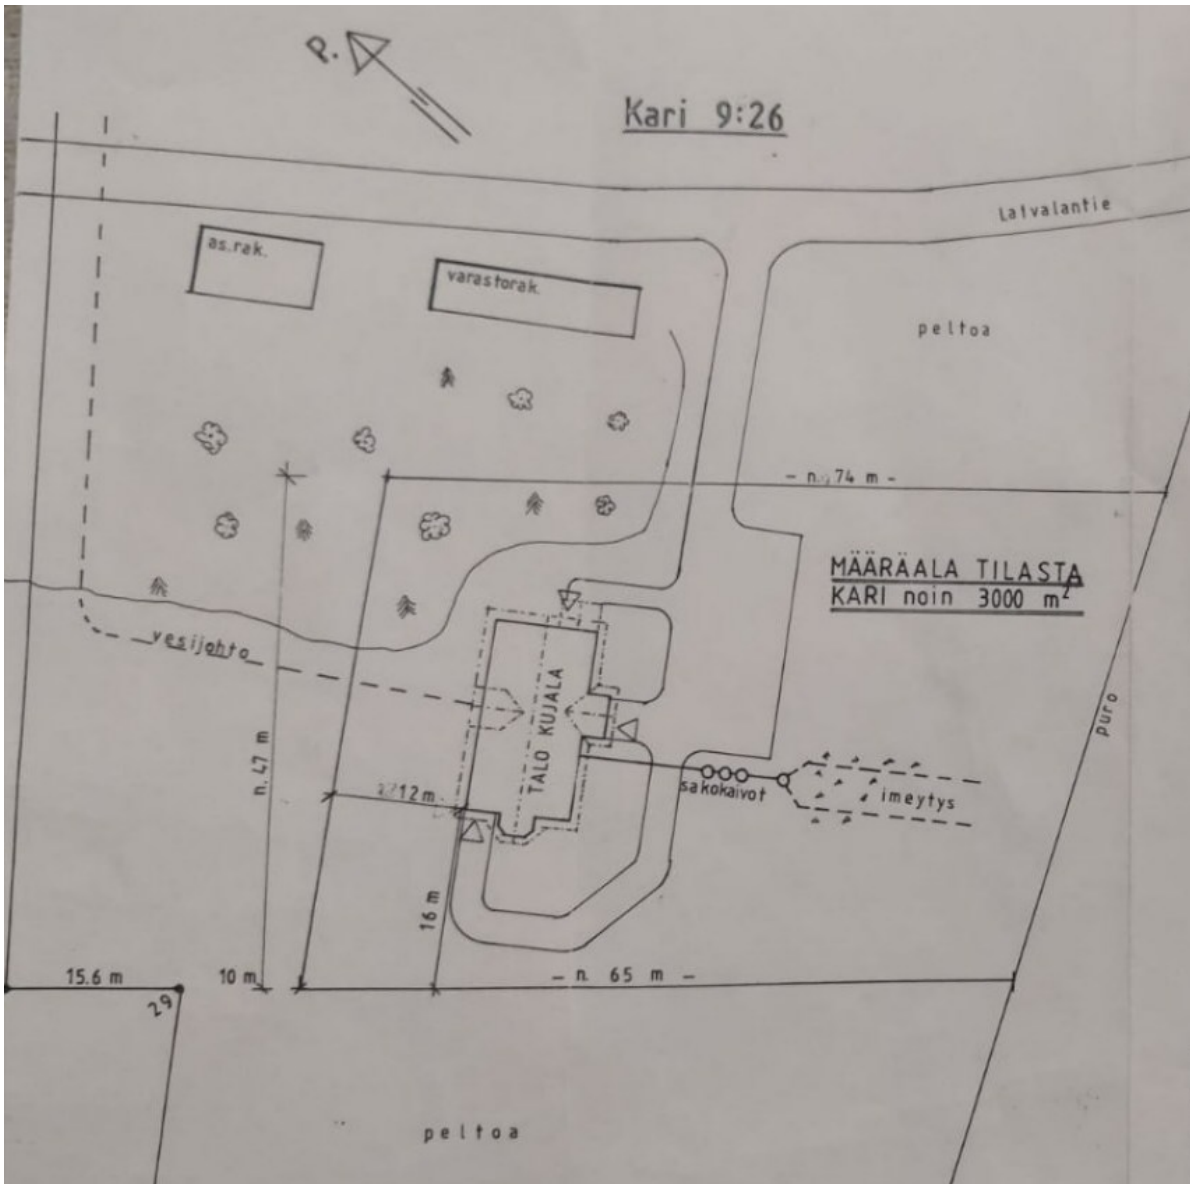 P.
Kari 9:26
Latvalantie
as.rak.
varastorak.
peltoa
- n. 74 m -
MÄÄRÄALA TILASTA
KARI noin 3000 m²
vesijohto
TALO KUJALA
puro
n. 47 m
12 m
sakokaivot
imeytys
16 m
15.6 m
10 m
- n. 65 m -
29
peltoa